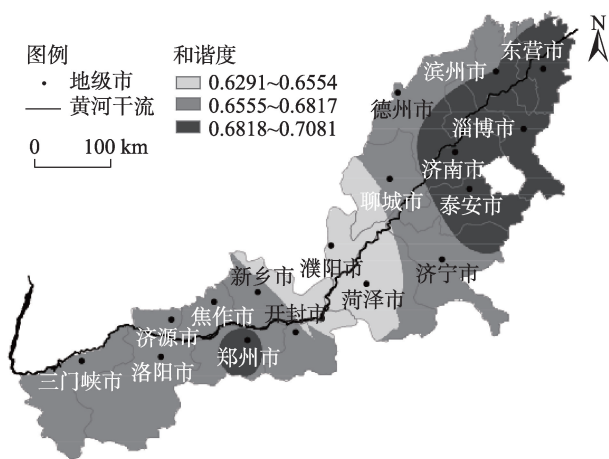 N
图例
地级市
黄河干流
0 100 km
和谐度
0.6291~0.6554
0.6555~0.6817
0.6818~0.7081
东营市
滨州市
德州市
淄博市
济南市
泰安市
聊城市
济宁市
濮阳市
菏泽市
新乡市
焦作市
开封市
济源市
郑州市
洛阳市
三门峡市